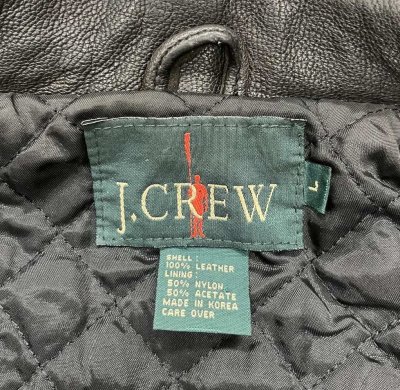 J.CREW
L
SHELL:
100% LEATHER
LINING:
50% NYLON
50% ACETATE
MADE IN KOREA
CARE OVER